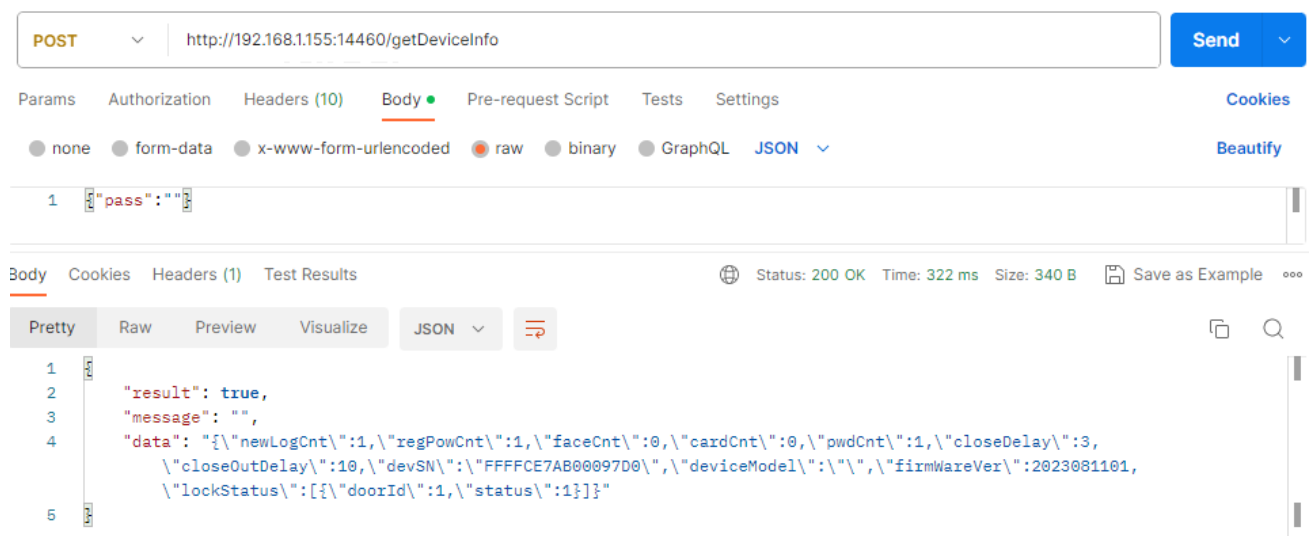 POST http://192.168.1.155:14460/getDeviceInfo Send
Params Authorization Headers (10) Body Pre-request Script Tests Settings Cookies
none form-data x-www-form-urlencoded raw binary GraphQL JSON Beautify
1 {"pass":""}
Body Cookies Headers (1) Test Results Status: 200 OK Time: 322 ms Size: 340 B Save as Example
Pretty Raw Preview Visualize JSON
1 {
2 "result": true,
3 "message": "",
4 "data": "{\"newLogCnt\":1,\"regPowCnt\":1,\"faceCnt\":0,\"cardCnt\":0,\"pwdCnt\":1,\"closeDelay\":3,
\"closeOutDelay\":10,\"devSN\":\"FFFFCE7AB00097D0\",\"deviceModel\":\"\",\"firmWareVer\":2023081101,
\"lockStatus\":[{\"doorId\":1,\"status\":1}]}"
5 }